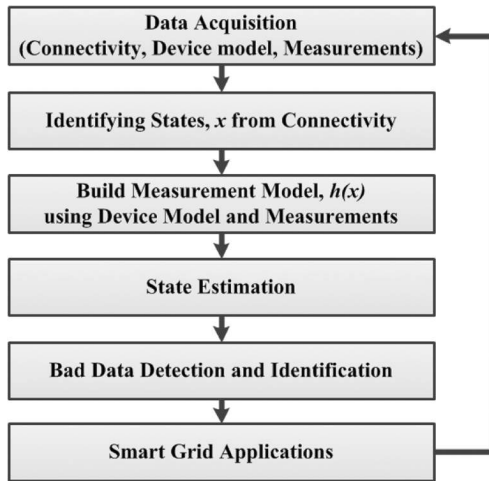 Data Acquisition
(Connectivity, Device model, Measurements)
Identifying States, x from Connectivity
Build Measurement Model, h(x)
using Device Model and Measurements
State Estimation
Bad Data Detection and Identification
Smart Grid Applications